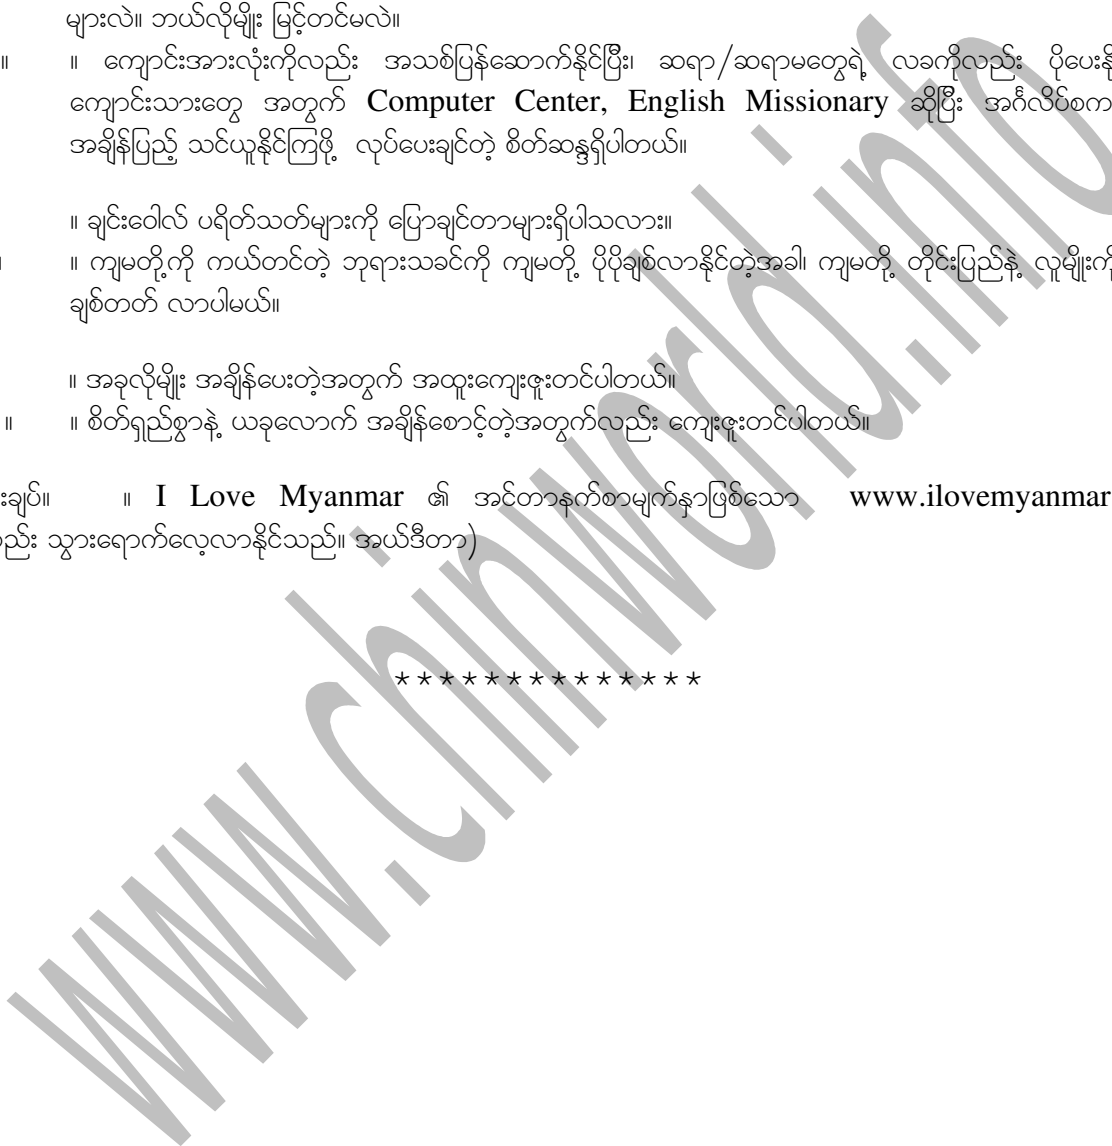 များလဲ။ ဘယ်လိုမျိုး မြှင့်တင်မလဲ။
။ ။ ကျောင်းအားလုံးကိုလည်း အသစ်ပြန်ဆောက်နိုင်ပြီး၊ ဆရာ/ဆရာမတွေရဲ့ လခကိုလည်း ပိုပေးနို
ကျောင်းသားတွေ အတွက် Computer Center, English Missionary ဆိုပြီး အင်္ဂလိပ်စကာ
အချိန်ပြည့် သင်ယူနိုင်ကြဖို့ လုပ်ပေးချင်တဲ့ စိတ်ဆန္ဒရှိပါတယ်။
။ ချင်းဝေါလ် ပရိတ်သတ်များကို ပြောချင်တာများရှိပါသလား။
။ ။ ကျမတို့ကို ကယ်တင်တဲ့ ဘုရားသခင်ကို ကျမတို့ ပိုပိုချစ်လာနိုင်တဲ့အခါ၊ ကျမတို့ တိုင်းပြည်နဲ့ လူမျိုးကို
ချစ်တတ် လာပါမယ်။
။ အခုလိုမျိုး အချိန်ပေးတဲ့အတွက် အထူးကျေးဇူးတင်ပါတယ်။
။ ။ စိတ်ရှည်စွာနဲ့ ယခုလောက် အချိန်စောင့်တဲ့အတွက်လည်း ကျေးဇူးတင်ပါတယ်။
းချပ်။ ။ I Love Myanmar ၏ အင်တာနက်စာမျက်နှာဖြစ်သော www.ilovemyanmar
ည်း သွားရောက်လေ့လာနိုင်သည်။ အယ်ဒီတာ)
**************
www.chinworld.info